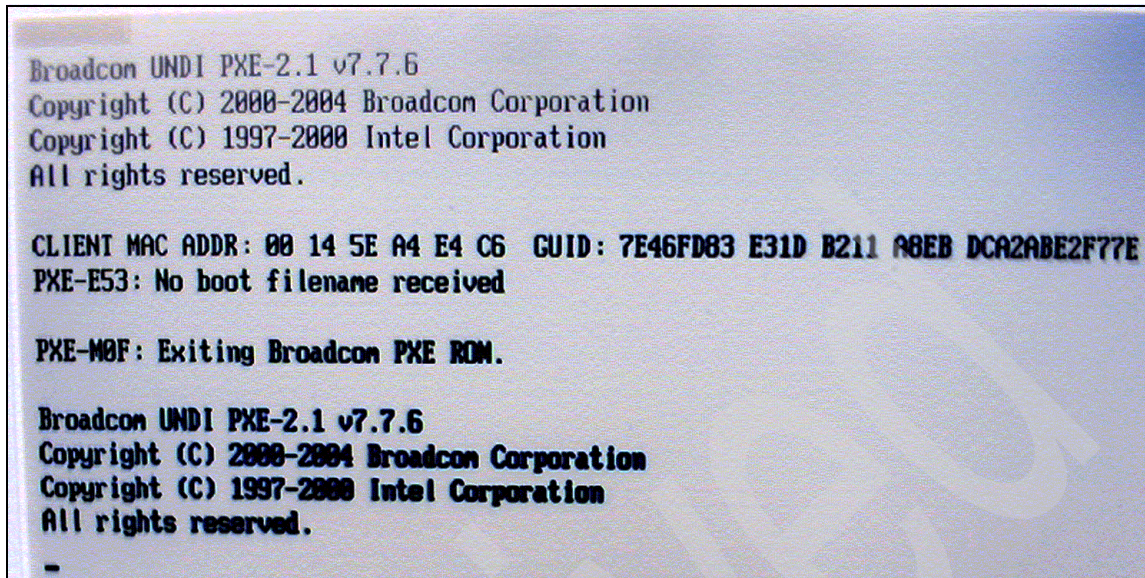 Broadcom UNDI PXE-2.1 v7.7.6
Copyright (C) 2000-2004 Broadcom Corporation
Copyright (C) 1997-2000 Intel Corporation
All rights reserved.
CLIENT MAC ADDR: 00 14 5E A4 E4 C6 GUID: 7E46FD83 E31D B211 A8EB DCA2ABE2F77E
PXE-E53: No boot filename received
PXE-M0F: Exiting Broadcom PXE ROM.
Broadcom UNDI PXE-2.1 v7.7.6
Copyright (C) 2000-2004 Broadcom Corporation
Copyright (C) 1997-2000 Intel Corporation
All rights reserved.